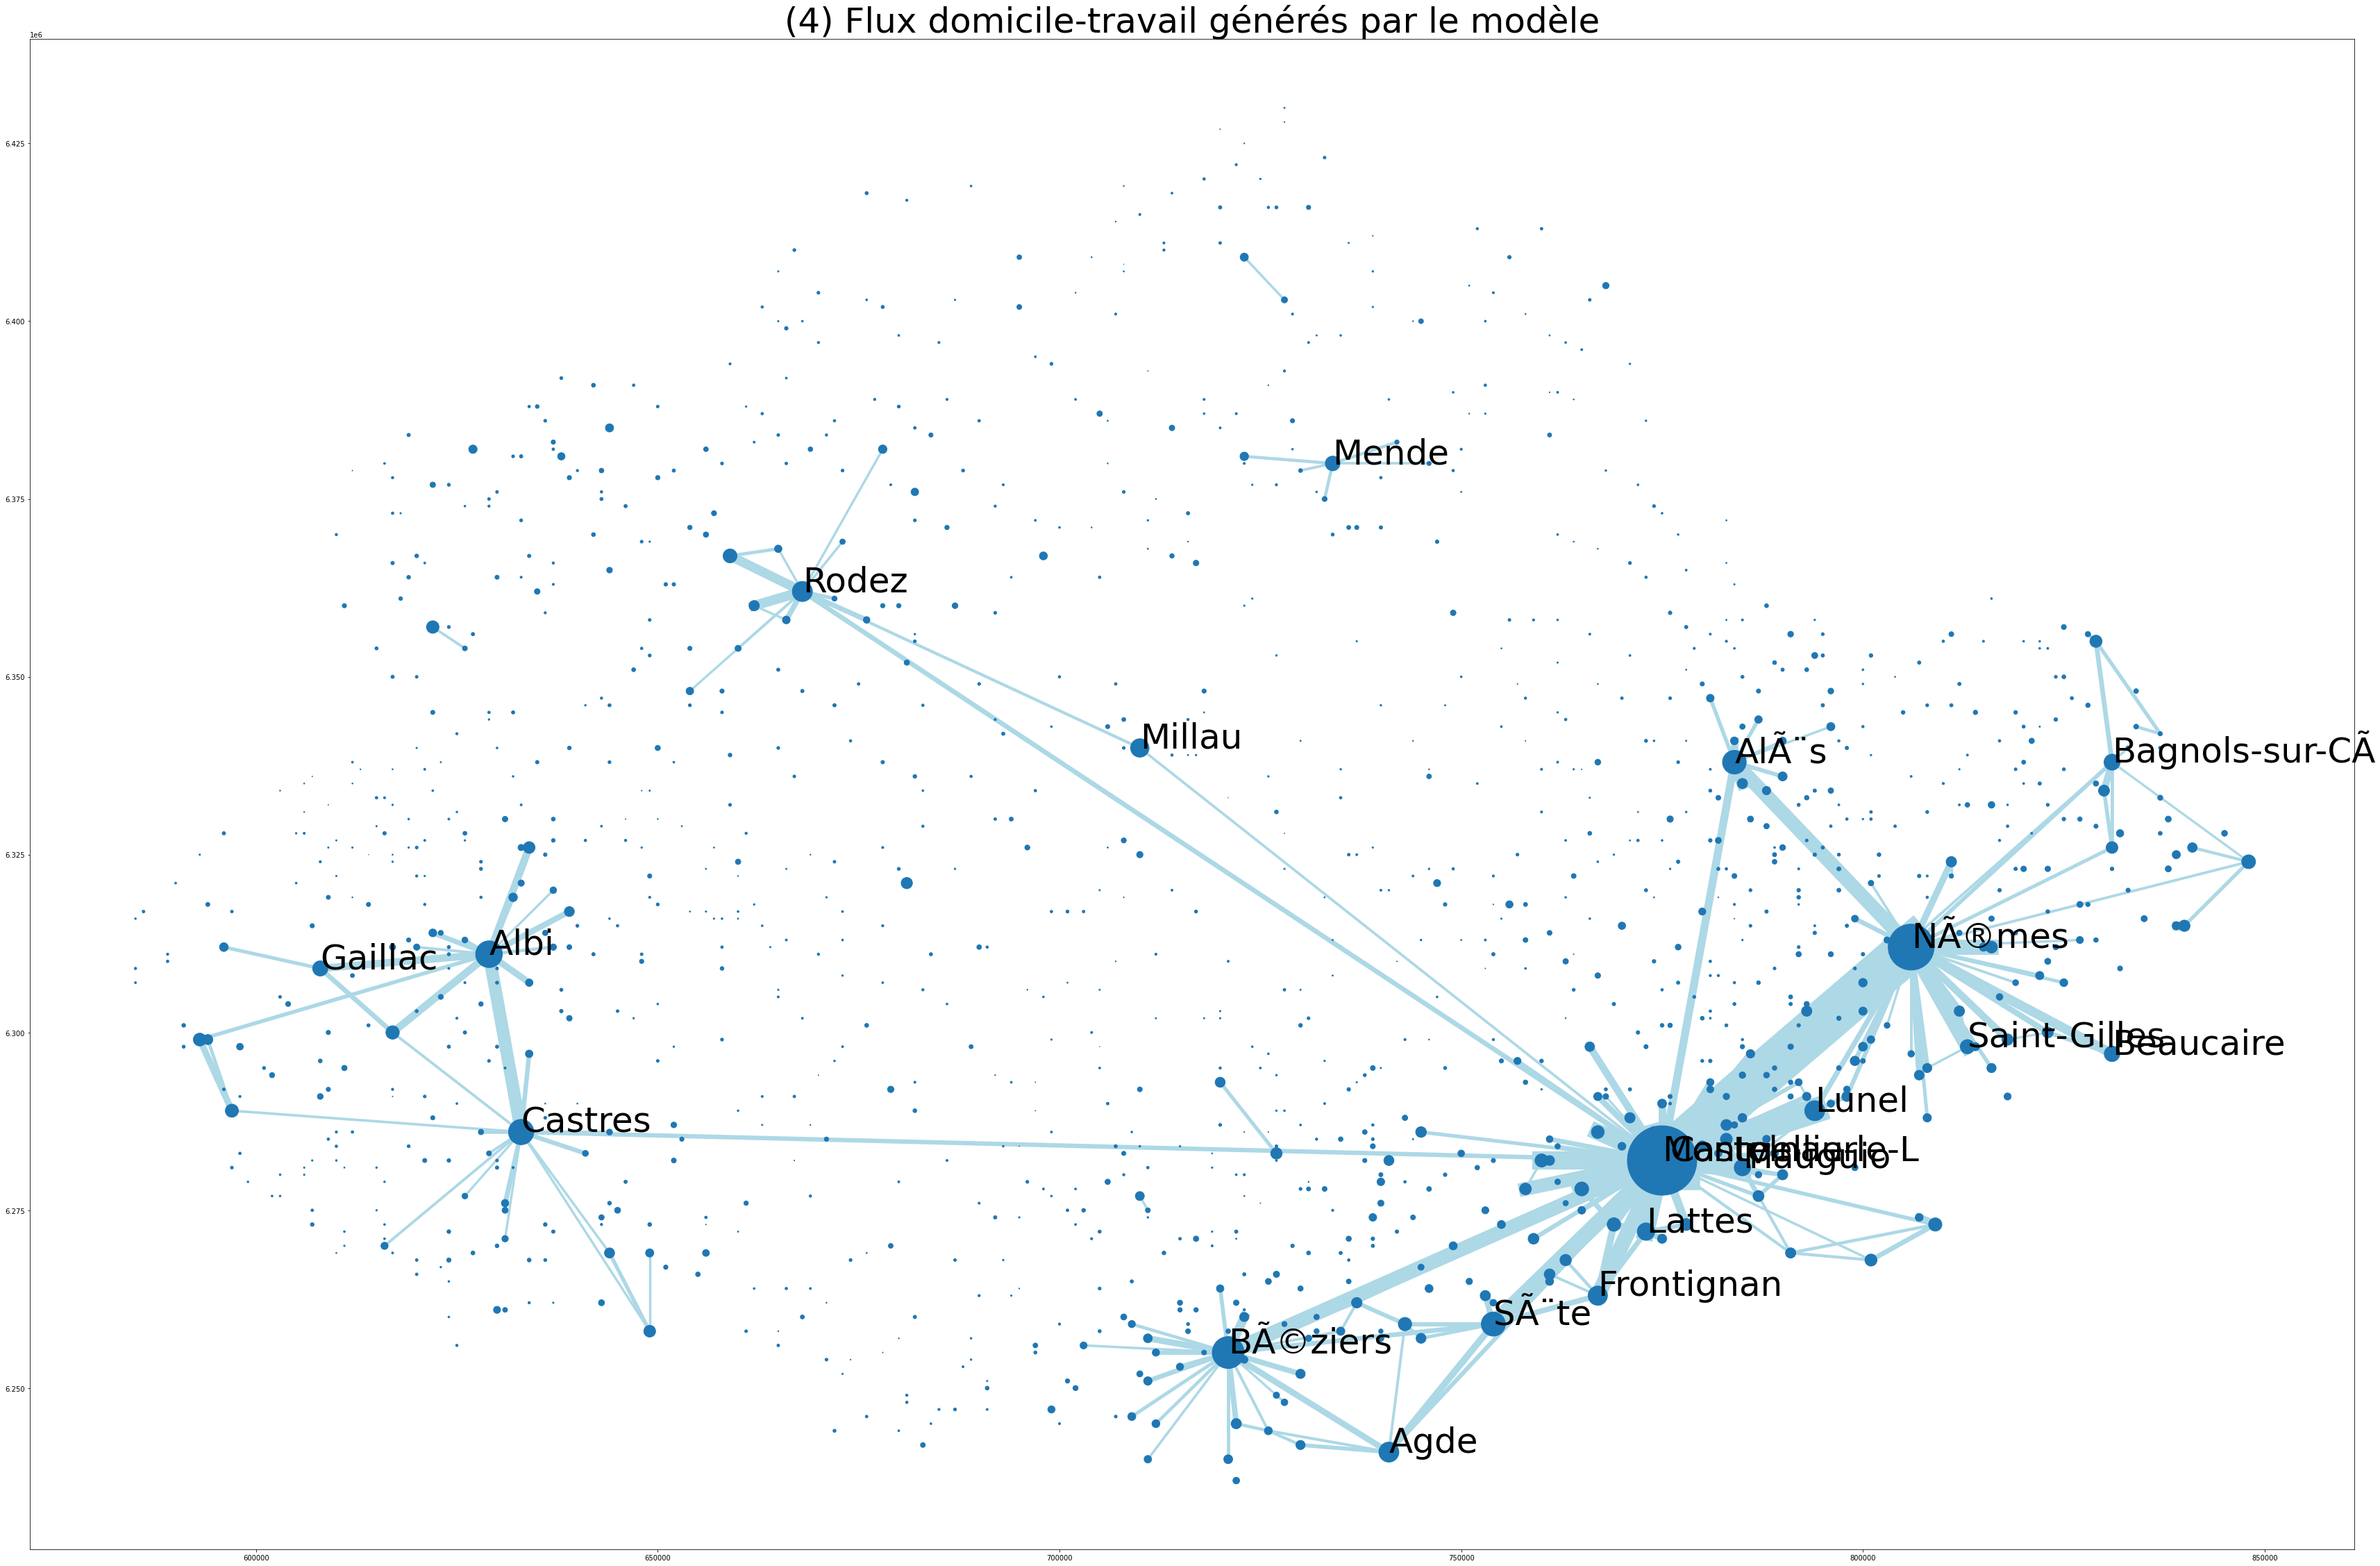 (4) Flux domicile-travail générés par le modèle
1e6
6.425
6.400
6.375
6.350
6.325
6.300
6.275
6.250
Mende
Rodez
Millau
AlÃ¨s
Bagnols-sur-CÃ
NÃ®mes
Albi
Gaillac
Saint-Gilles
Beaucaire
Lunel
Castres
Montpellier
Castelnau-le-L
Mauguio
Lattes
Frontignan
SÃ¨te
BÃ©ziers
Agde
600000 650000 700000 750000 800000 850000